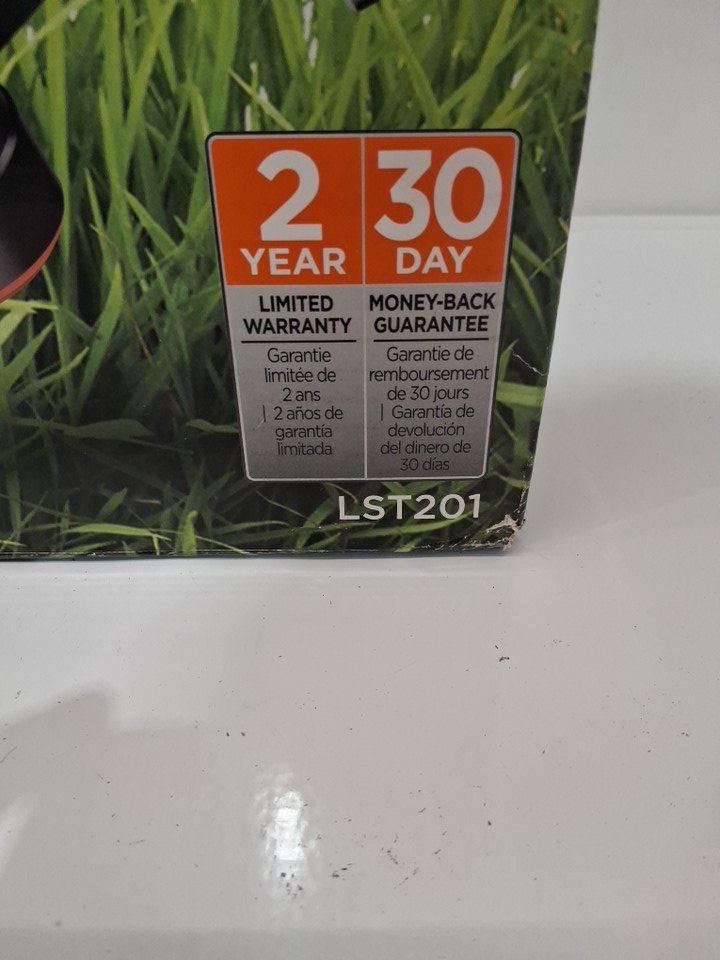 2
YEAR
LIMITED
WARRANTY
Garantie
limitée de
2 ans
| 2 años de
garantía
limitada
30
DAY
MONEY-BACK
GUARANTEE
Garantie de
remboursement
de 30 jours
| Garantía de
devolución
del dinero de
30 días
LST201